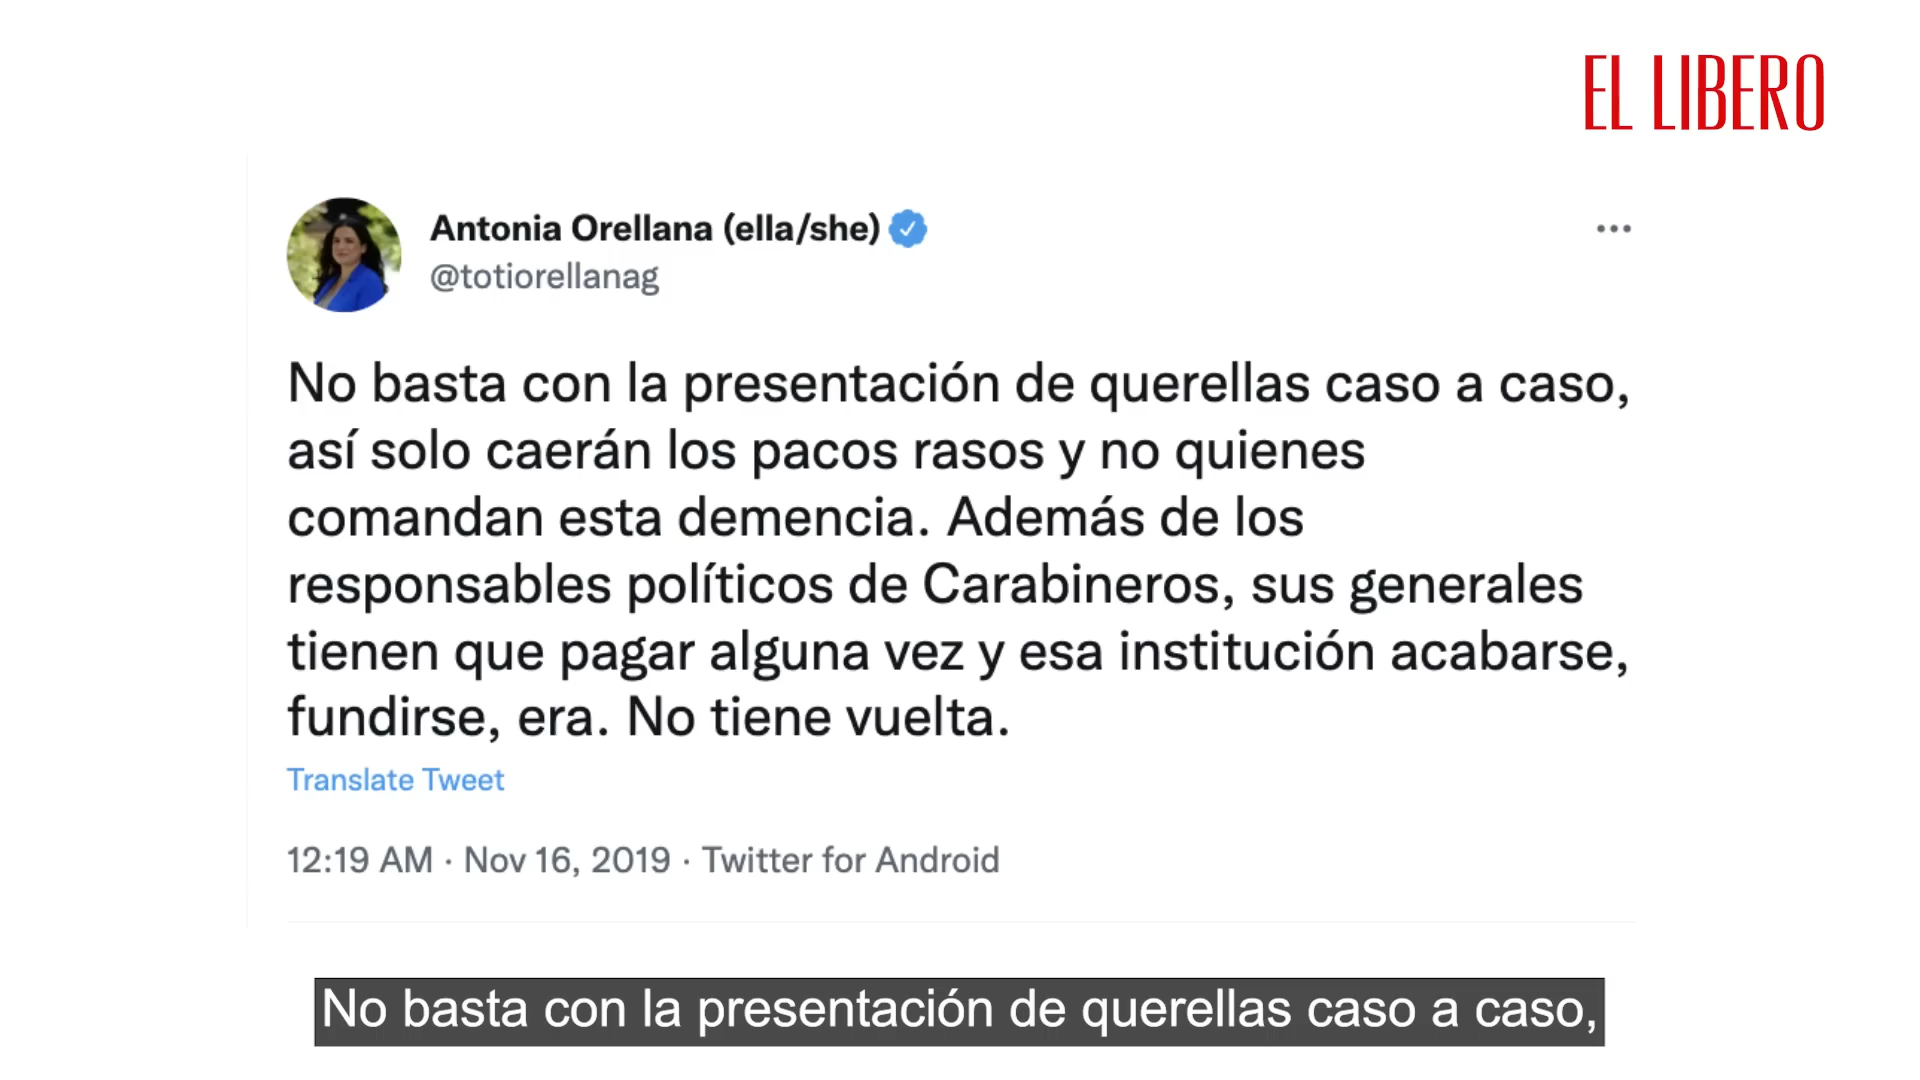 EL LIBERO
Antonia Orellana (ella/she)
@totiorellanag
No basta con la presentación de querellas caso a caso,
así solo caerán los pacos rasos y no quienes
comandan esta demencia. Además de los
responsables políticos de Carabineros, sus generales
tienen que pagar alguna vez y esa institución acabarse,
fundirse, era. No tiene vuelta.
Translate Tweet
12:19 AM · Nov 16, 2019 · Twitter for Android
No basta con la presentación de querellas caso a caso,